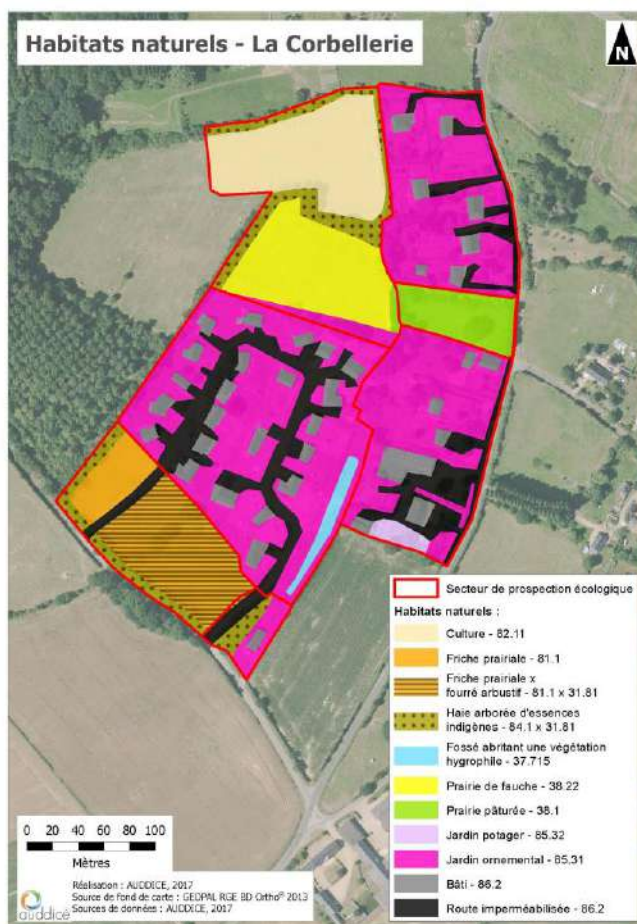 Habitats naturels - La Corbellerie
N
Secteur de prospection écologique
Habitats naturels :
Culture - 82.11
Friche prairiale - 81.1
Friche prairiale x
fourré arbustif - 81.1 x 31.81
Haie arborée d'essences
indigènes - 84.1 x 31.81
Fossé abritant une végétation
hygrophile - 37.715
Prairie de fauche - 38.22
Prairie pâturée - 38.1
Jardin potager - 85.32
Jardin ornemental - 85.31
Bâti - 86.2
Route imperméabilisée - 86.2
0 20 40 60 80 100
Mètres
Réalisation : AUDDICE, 2017
Source de fond de carte : GEOPAL RGE BD Ortho® 2013
Sources de données : AUDDICE, 2017
auddicé